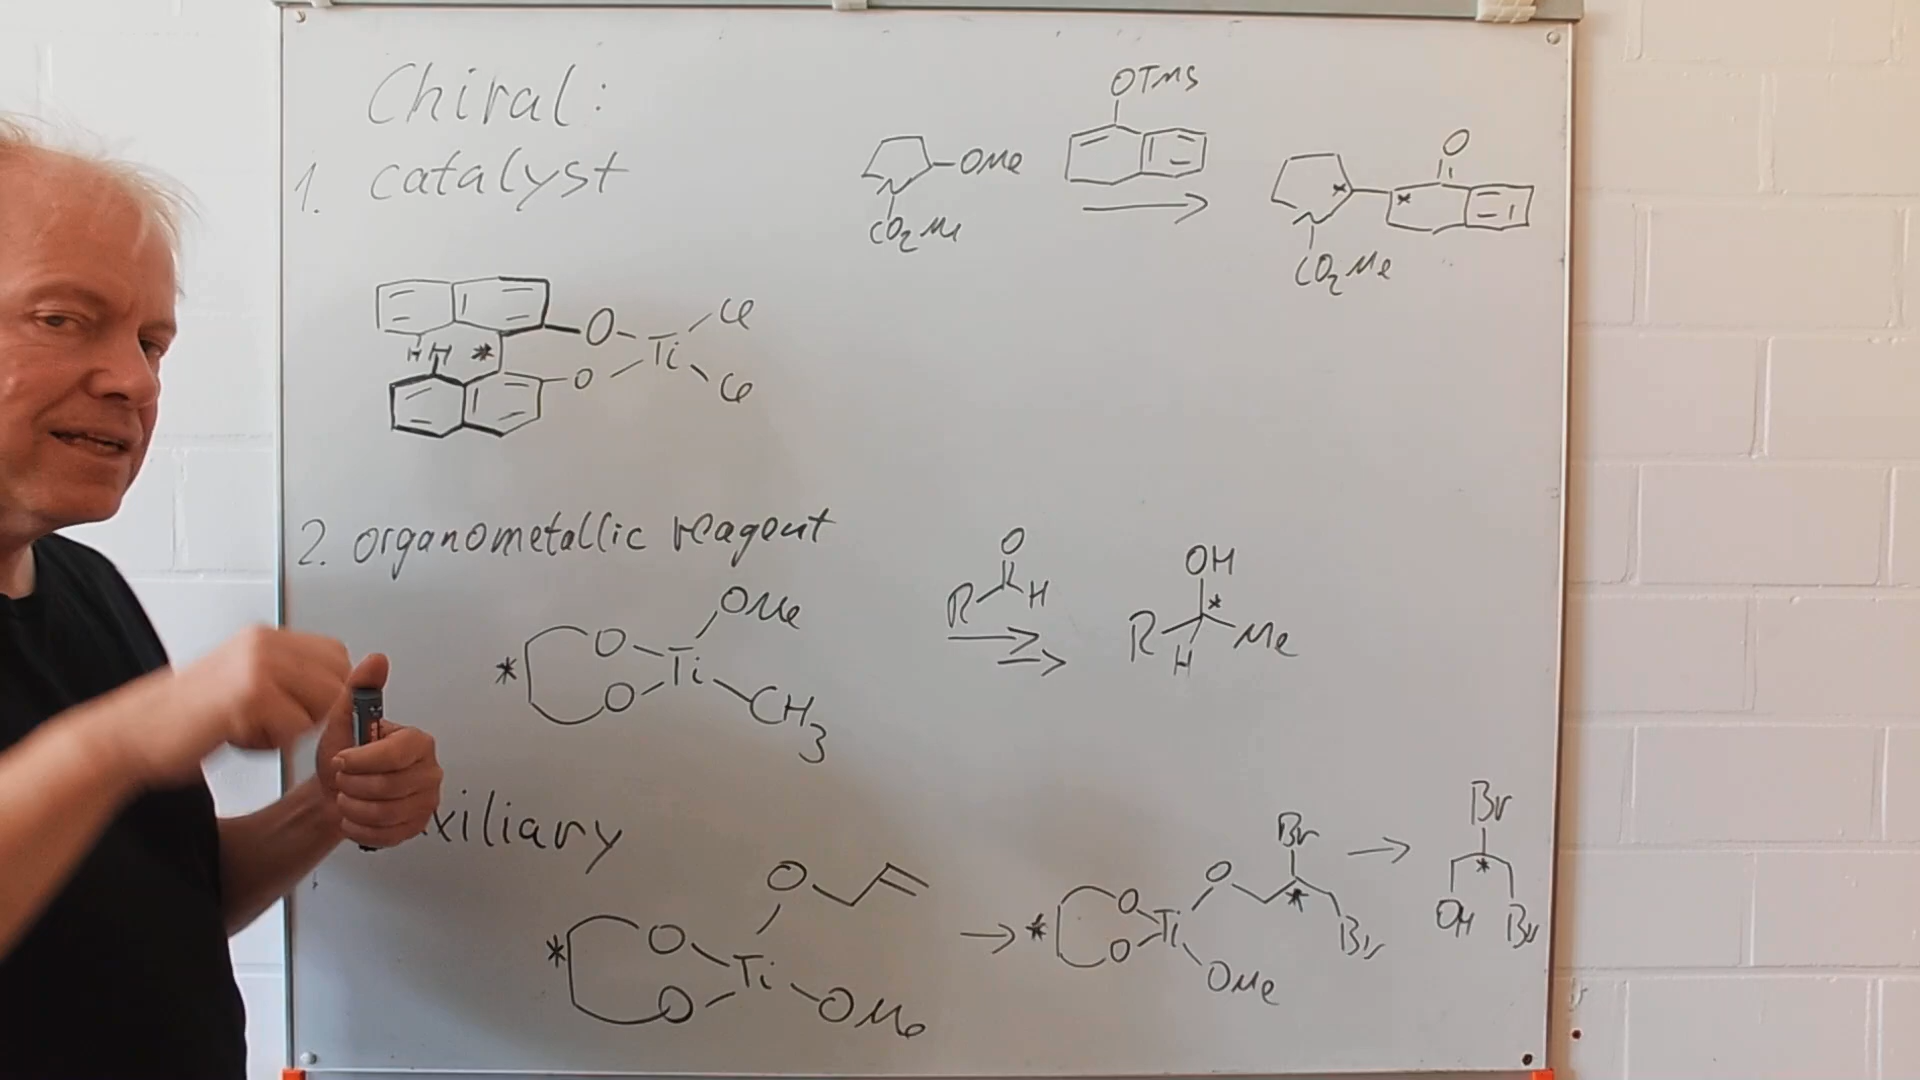 Chiral:
1. catalyst
OMe
CO2Me
OTMS
O
* *
CO2Me
H H *
O
O
Ti
Cl
Cl
2. organometallic reagent
*
O
O
Ti
OMe
CH3
O
R H
OH
*
R H Me
xiliary
*
O
O
Ti
O
OMe
*
O
O
Ti
O
OMe
Br
*
Br
Br
*
OH Br